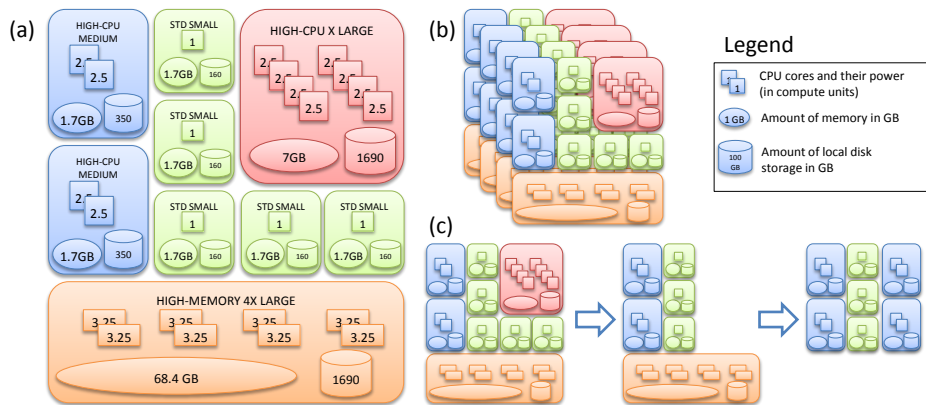 (a)
HIGH-CPU
MEDIUM
2.5
2.5
1.7GB
350
STD SMALL
1
1.7GB
160
HIGH-CPU X LARGE
2.5
2.5
2.5
2.5
2.5
2.5
2.5
2.5
7GB
1690
STD SMALL
1
1.7GB
160
HIGH-CPU
MEDIUM
2.5
2.5
1.7GB
350
STD SMALL
1
1.7GB
160
STD SMALL
1
1.7GB
160
STD SMALL
1
1.7GB
160
HIGH-MEMORY 4X LARGE
3.25
3.25
3.25
3.25
3.25
3.25
3.25
3.25
68.4 GB
1690
(b)
Legend
1
CPU cores and their power
(in compute units)
1 GB
Amount of memory in GB
100
GB
Amount of local disk
storage in GB
(c)